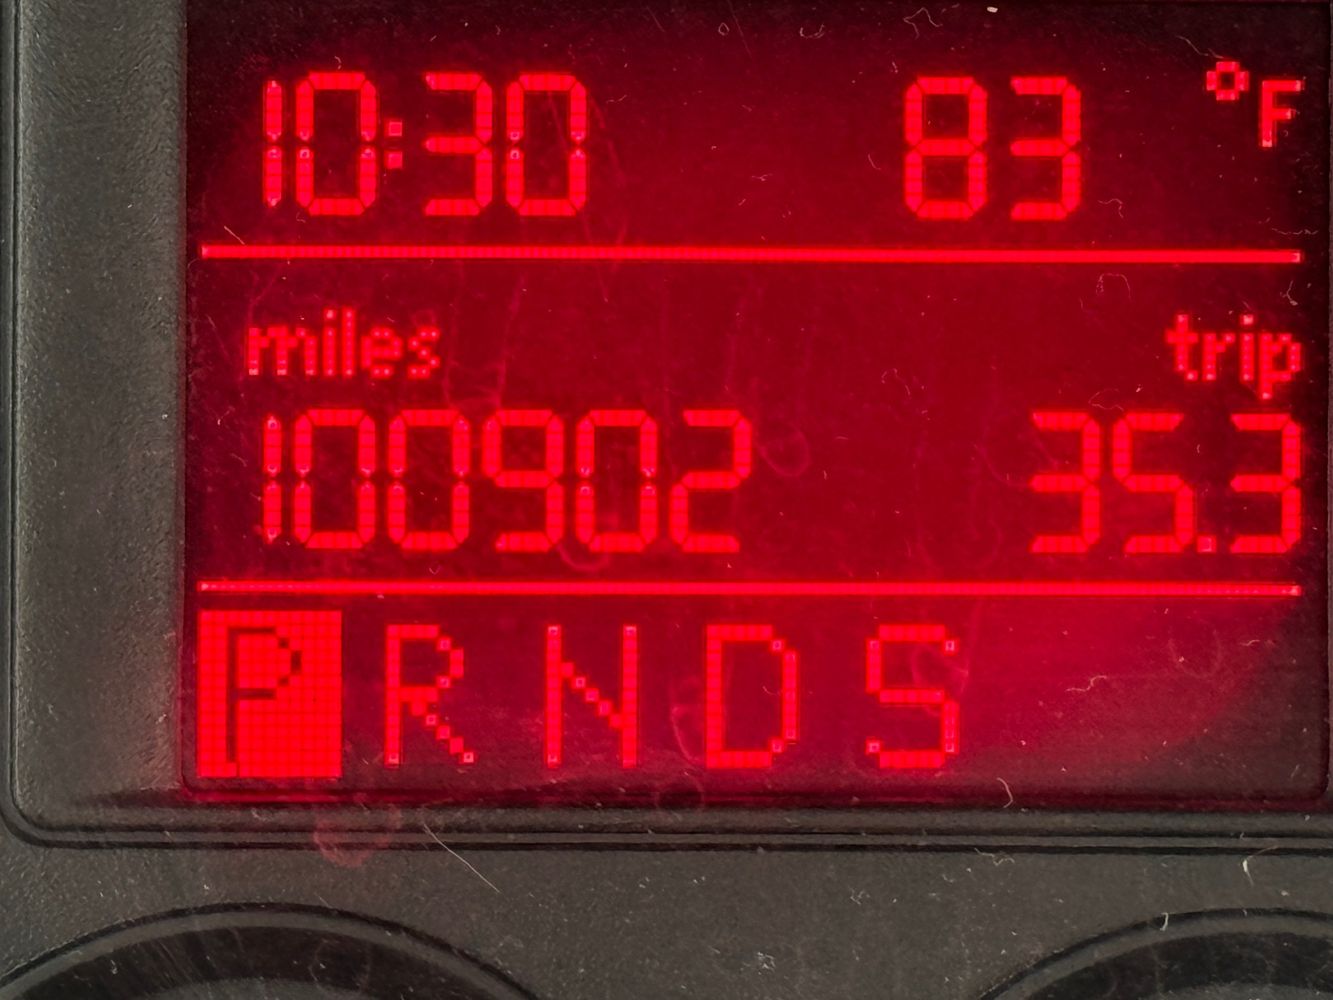 10:30 83 °F
miles trip
100902 35.3
P R N D S